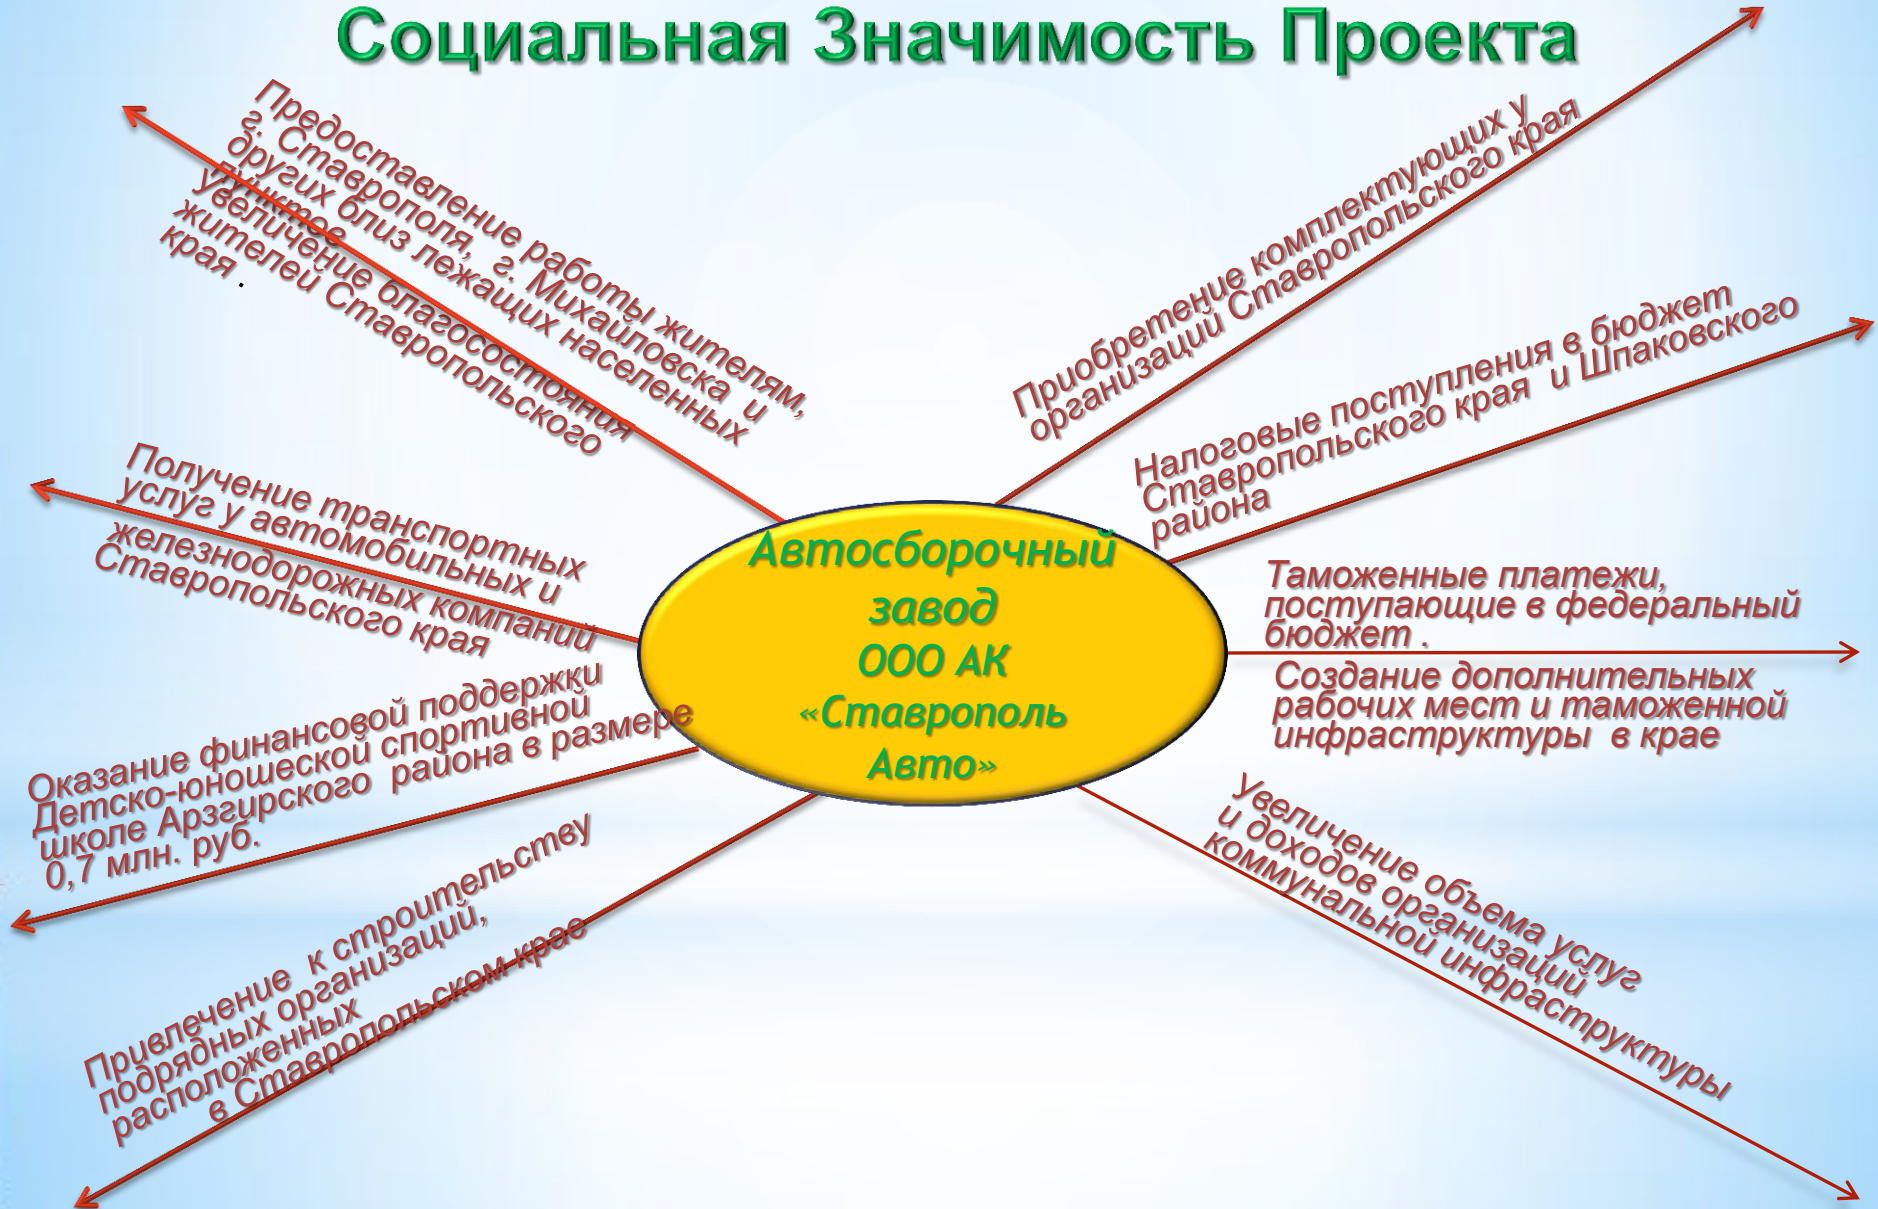 Социальная Значимость Проекта
Предоставление работы жителям,
г. Ставрополя, г. Михайловска и
других близ лежащих населенных
пунктов
Увеличение благосостояния
жителей Ставропольского
края .
Получение транспортных
услуг у автомобильных и
железнодорожных компаний
Ставропольского края
Оказание финансовой поддержки
Детско-юношеской спортивной
школе Арзгирского района в размере
0,7 млн. руб.
Привлечение к строительству
подрядных организаций,
расположенных
в Ставропольском крае
Автосборочный
завод
ООО АК
«Ставрополь
Авто»
Приобретение комплектующих у
организаций Ставропольского края
Налоговые поступления в бюджет
Ставропольского края и Шпаковского
района
Таможенные платежи,
поступающие в федеральный
бюджет .
Создание дополнительных
рабочих мест и таможенной
инфраструктуры в крае
Увеличение объема услуг
и доходов организаций
коммунальной инфраструктуры